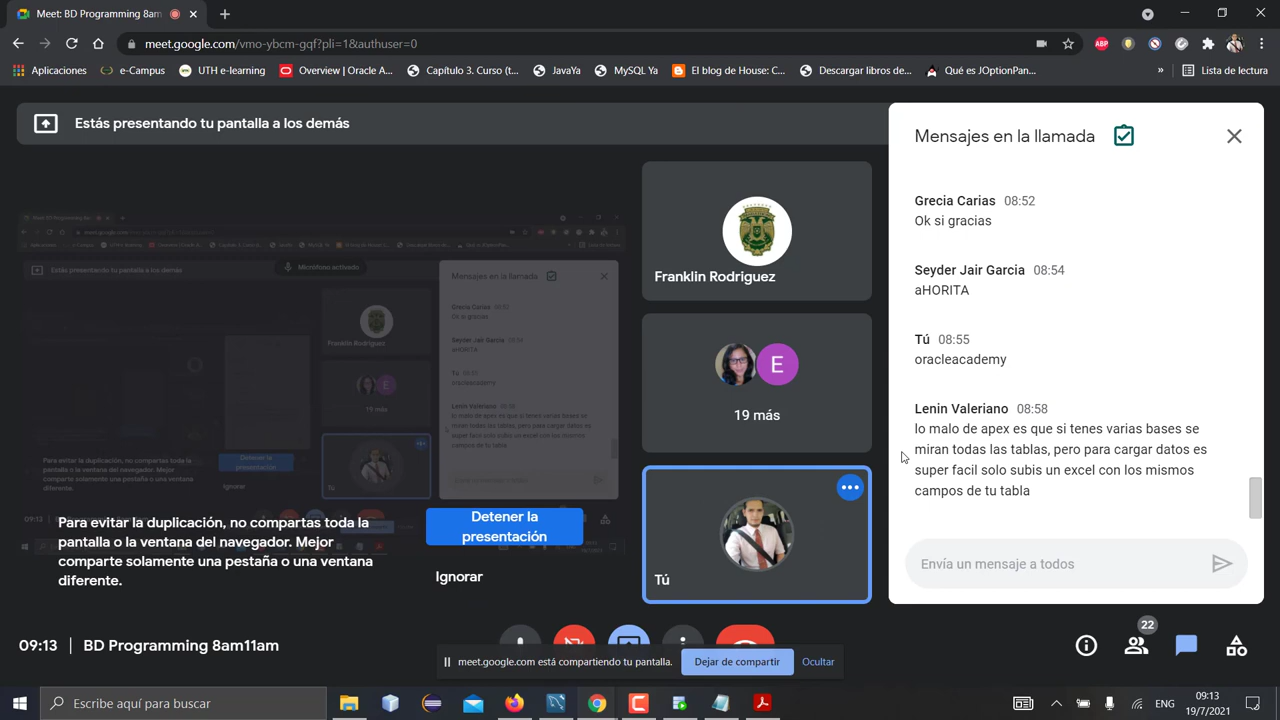 Meet: BD Programming 8am
meet.google.com/vmo-ybcm-gqf?pli=1&authuser=0
Aplicaciones
e-Campus
UTH e-learning
Overview | Oracle A...
Capítulo 3. Curso (t...
JavaYa
MySQL Ya
El blog de House: C...
Descargar libros de...
Qué es JOptionPan...
»
Lista de lectura
Estás presentando tu pantalla a los demás
Mensajes en la llamada
Grecia Carias 08:52
Ok si gracias
Seyder Jair Garcia 08:54
aHORITA
Tú 08:55
oracleacademy
Lenin Valeriano 08:58
lo malo de apex es que si tenes varias bases se
miran todas las tablas, pero para cargar datos es
super facil solo subis un excel con los mismos
campos de tu tabla
Envía un mensaje a todos
Franklin Rodriguez
E
19 más
Tú
Para evitar la duplicación, no compartas toda la
pantalla o la ventana del navegador. Mejor
comparte solamente una pestaña o una ventana
diferente.
Detener la
presentación
Ignorar
09:13 | BD Programming 8am11am
22
meet.google.com está compartiendo tu pantalla.
Dejar de compartir
Ocultar
Escribe aquí para buscar
ENG
09:13
19/7/2021